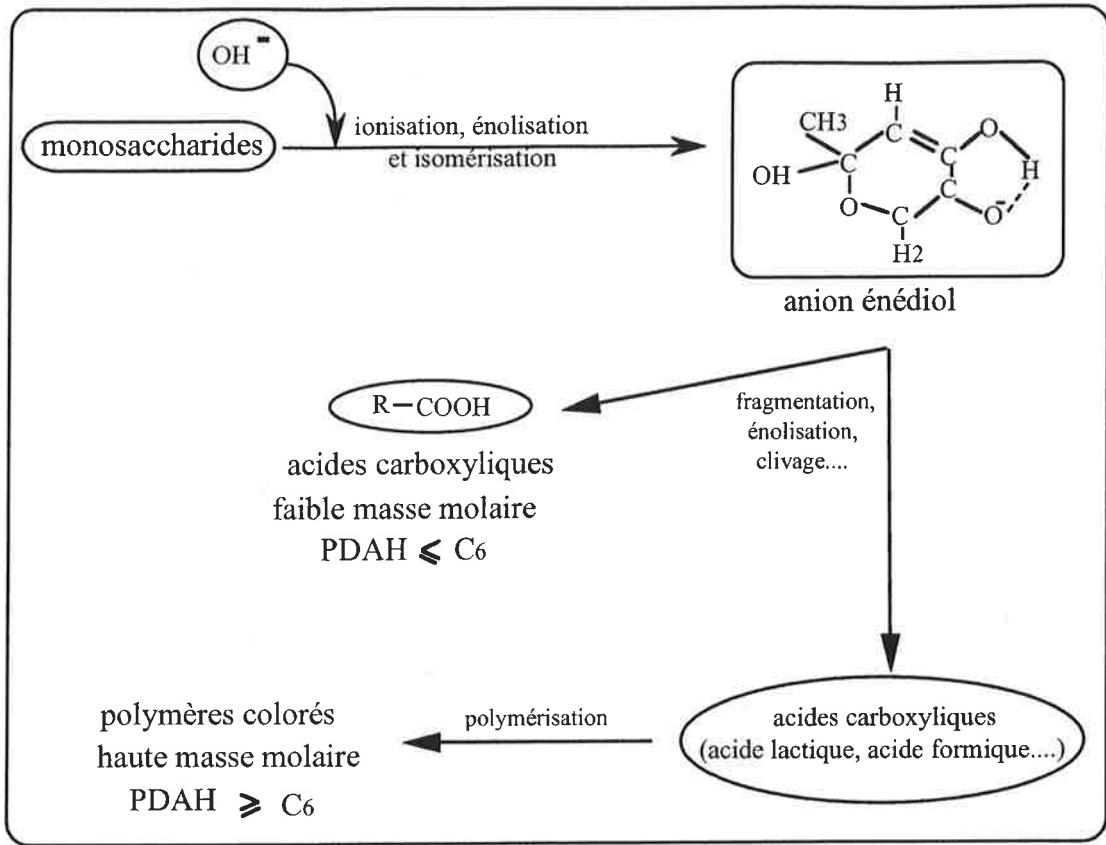 OH -
monosaccharides
ionisation, énolisation
et isomérisation
H
CH3
C
C
C
O
H
OH
O
C
C
O-
H2
anion énédiol
R-COOH
acides carboxyliques
faible masse molaire
PDAH ⩽ C6
fragmentation,
énolisation,
clivage....
polymères colorés
haute masse molaire
PDAH ⩾ C6
polymérisation
acides carboxyliques
(acide lactique, acide formique....)